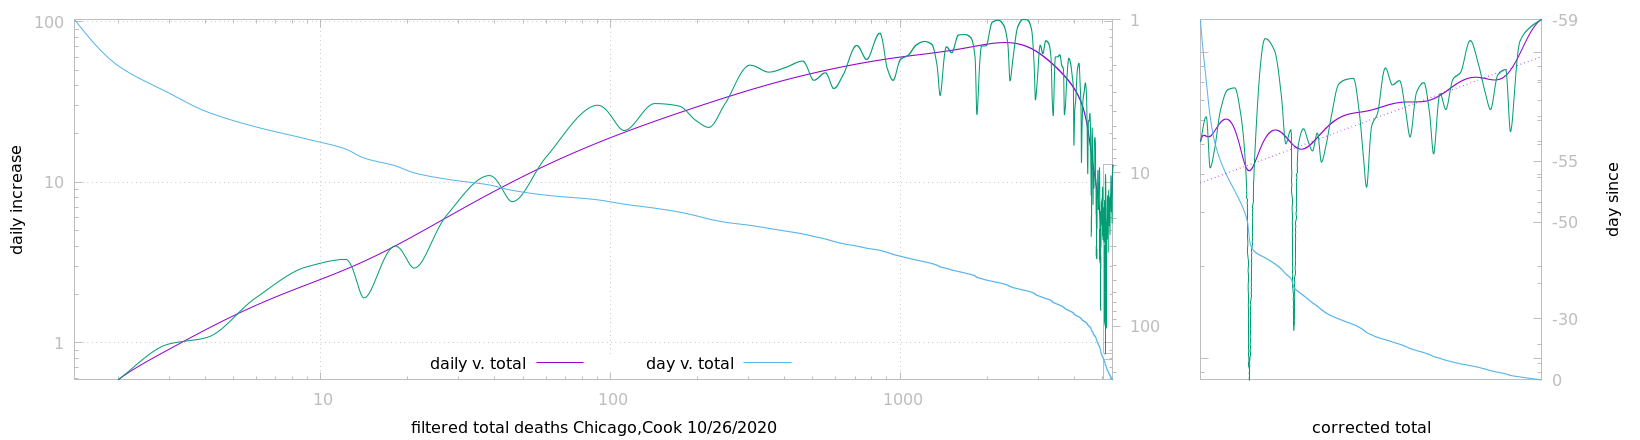 100
10
1
daily increase
10
100
1000
filtered total deaths Chicago,Cook 10/26/2020
daily v. total
day v. total
1
10
100
-59
-55
-50
-30
0
day since
corrected total